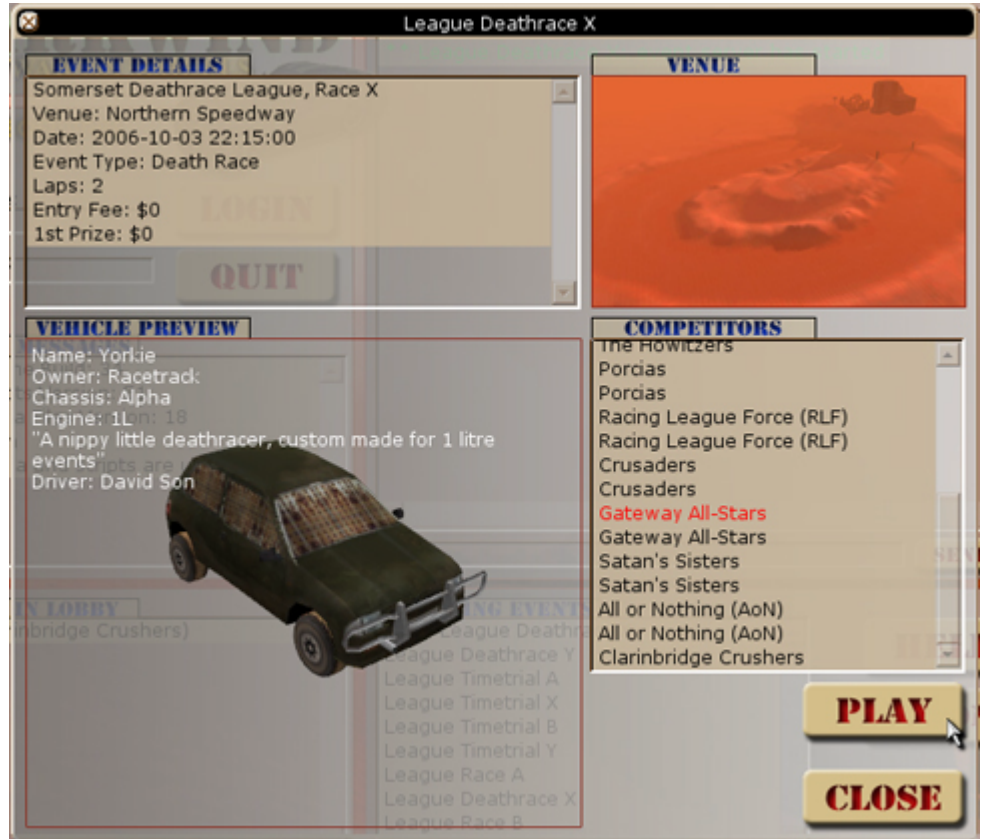 League Deathrace X
EVENT DETAILS
Somerset Deathrace League, Race X
Venue: Northern Speedway
Date: 2006-10-03 22:15:00
Event Type: Death Race
Laps: 2
Entry Fee: $0
1st Prize: $0
LOGIN
QUIT
VENUE
VEHICLE PREVIEW
Name: Yorkie
Owner: Racetrack
Chassis: Alpha
Engine: 1L
"A nippy little deathracer, custom made for 1 litre
events"
Driver: David Son
COMPETITORS
The Howitzers
Porcias
Porcias
Racing League Force (RLF)
Racing League Force (RLF)
Crusaders
Crusaders
Gateway All-Stars
Gateway All-Stars
Satan's Sisters
Satan's Sisters
All or Nothing (AoN)
All or Nothing (AoN)
Clarinbridge Crushers
IN LOBBY
EVENTS
League Deathrace Y
League Timetrial A
League Timetrial X
League Timetrial B
League Timetrial Y
League Race A
League Deathrace X
League Race B
PLAY
CLOSE